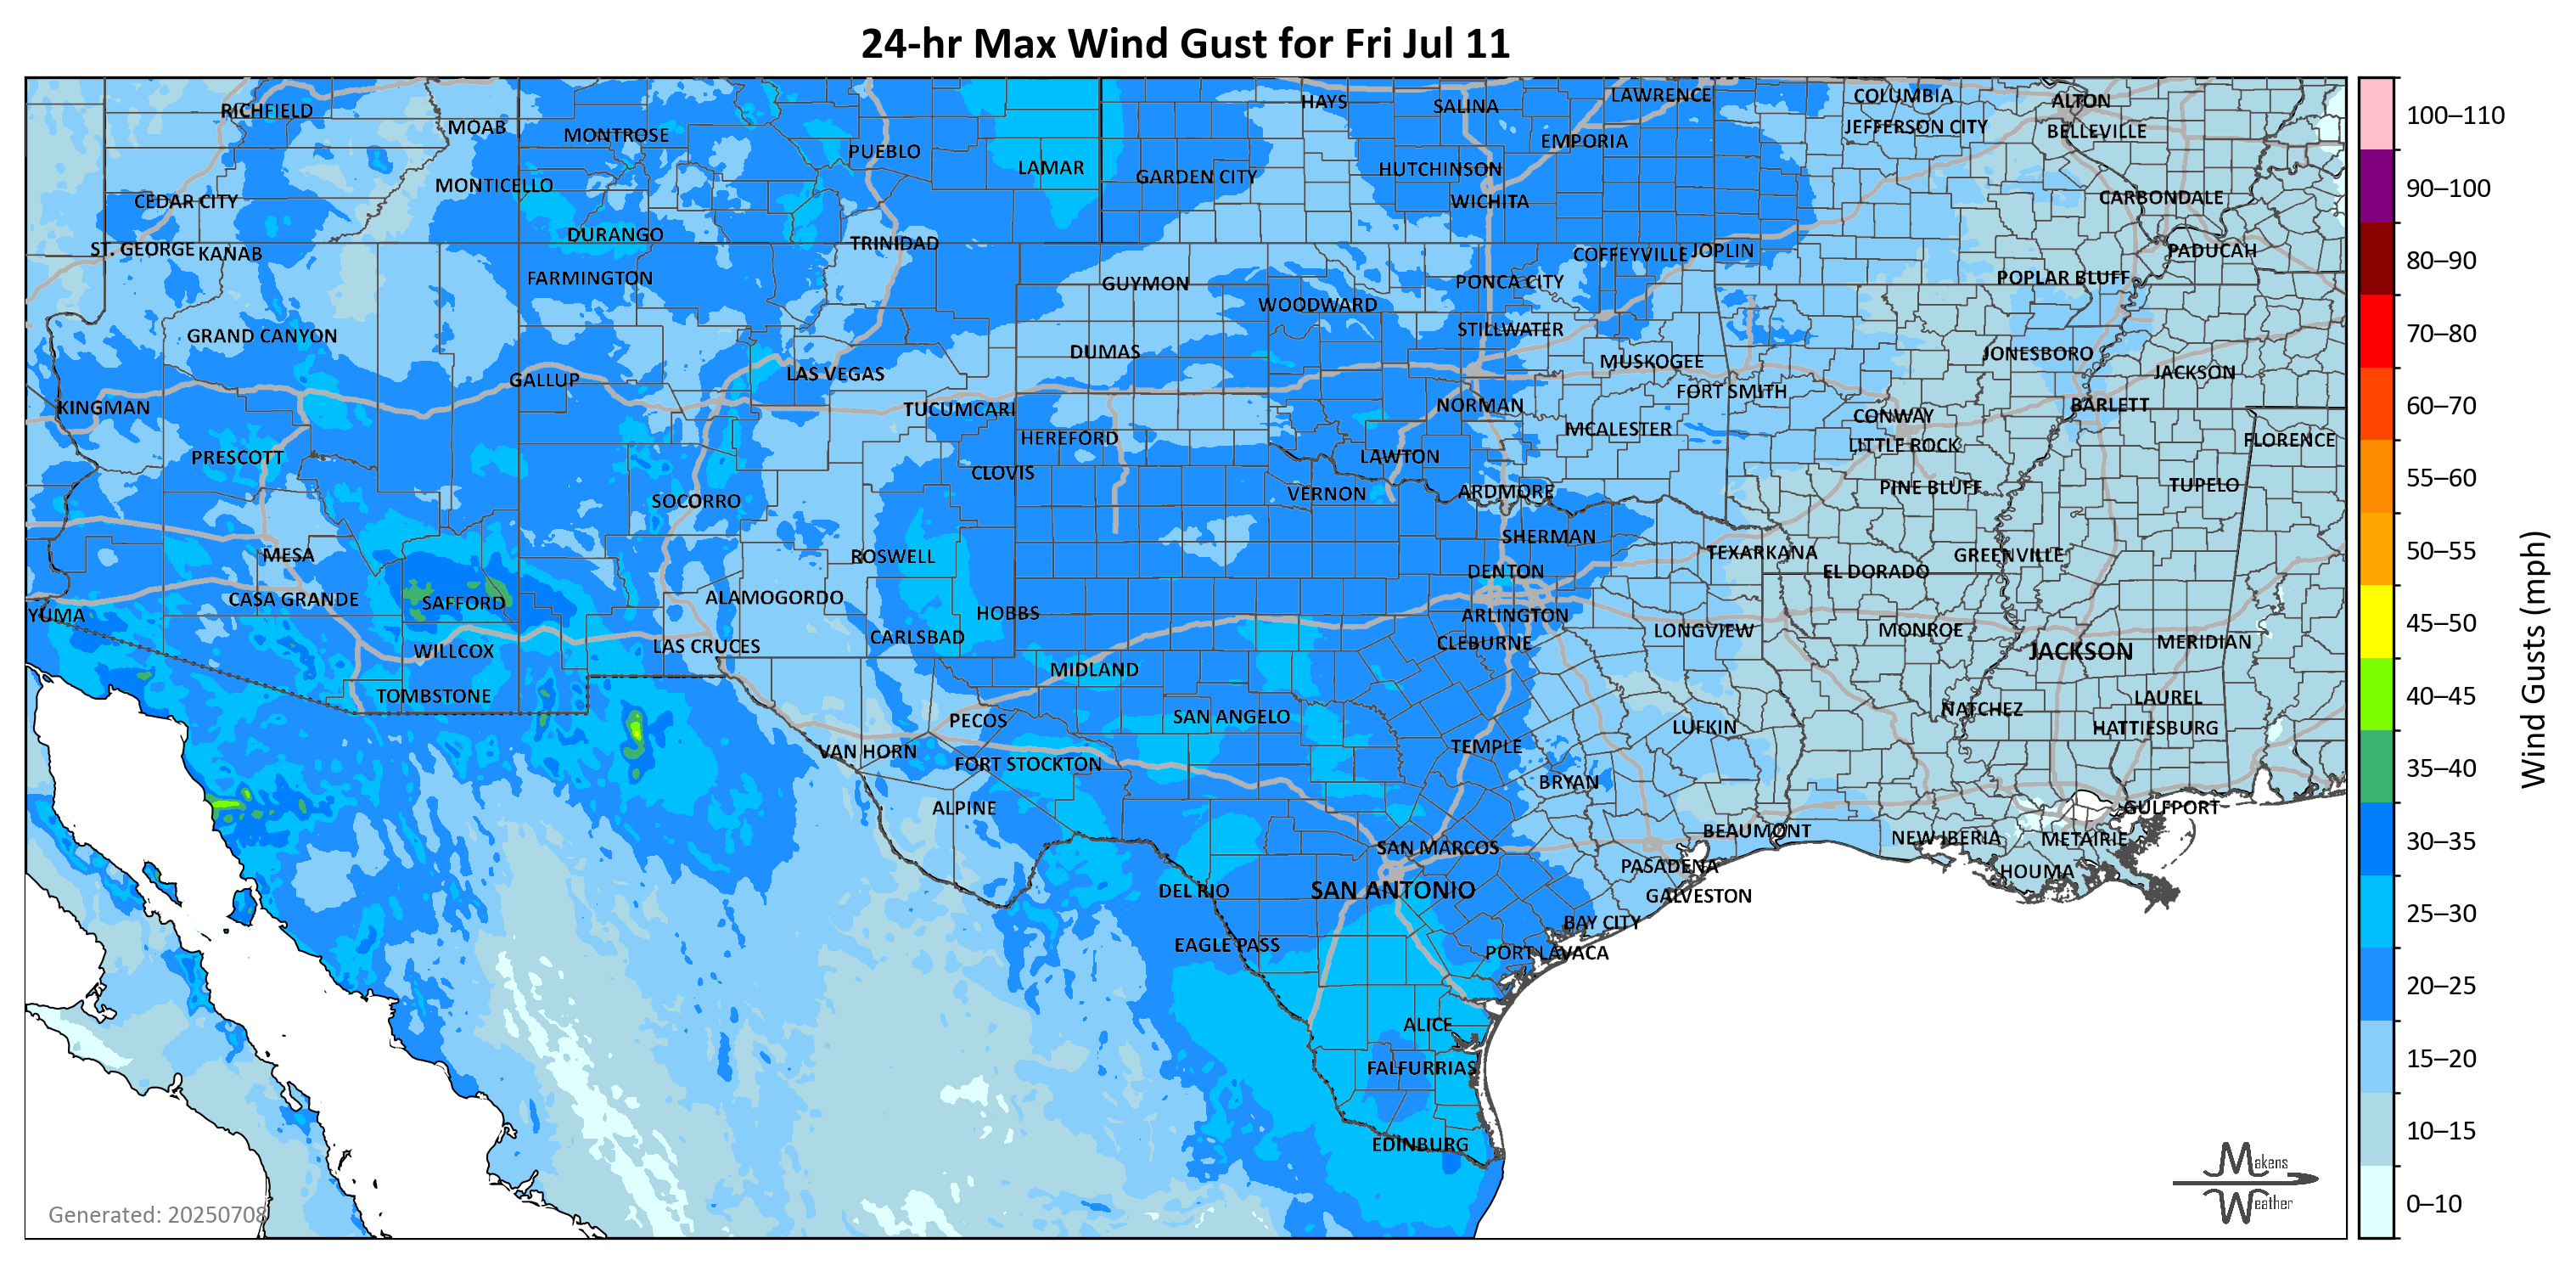 24-hr Max Wind Gust for Fri Jul 11
RICHFIELD
MOAB
MONTROSE
PUEBLO
LAMAR
HAYS
SALINA
LAWRENCE
COLUMBIA
ALTON
JEFFERSON CITY
BELLEVILLE
EMPORIA
GARDEN CITY
HUTCHINSON
MONTICELLO
CEDAR CITY
WICHITA
CARBONDALE
DURANGO
TRINIDAD
ST. GEORGE
KANAB
COFFEYVILLE
JOPLIN
PADUCAH
FARMINGTON
GUYMON
PONCA CITY
POPLAR BLUFF
WOODWARD
GRAND CANYON
STILLWATER
DUMAS
MUSKOGEE
JONESBORO
GALLUP
LAS VEGAS
JACKSON
FORT SMITH
KINGMAN
TUCUMCARI
NORMAN
CONWAY
BARLETT
HEREFORD
MCALESTER
LITTLE ROCK
FLORENCE
PRESCOTT
CLOVIS
LAWTON
SOCORRO
VERNON
ARDMORE
PINE BLUFF
TUPELO
MESA
ROSWELL
SHERMAN
TEXARKANA
GREENVILLE
DENTON
EL DORADO
CASA GRANDE
SAFFORD
ALAMOGORDO
HOBBS
ARLINGTON
YUMA
CARLSBAD
CLEBURNE
LONGVIEW
MONROE
JACKSON
MERIDIAN
WILLCOX
LAS CRUCES
MIDLAND
TOMBSTONE
PECOS
SAN ANGELO
LUFKIN
NATCHEZ
LAUREL
HATTIESBURG
VAN HORN
FORT STOCKTON
TEMPLE
BRYAN
ALPINE
GULFPORT
BEAUMONT
NEW IBERIA
METAIRIE
SAN MARCOS
PASADENA
HOUMA
DEL RIO
SAN ANTONIO
GALVESTON
BAY CITY
EAGLE PASS
PORT LAVACA
ALICE
FALFURRIAS
EDINBURG
Generated: 20250708
Makens
Weather
100–110
90–100
80–90
70–80
60–70
55–60
50–55
45–50
40–45
35–40
30–35
25–30
20–25
15–20
10–15
0–10
Wind Gusts (mph)